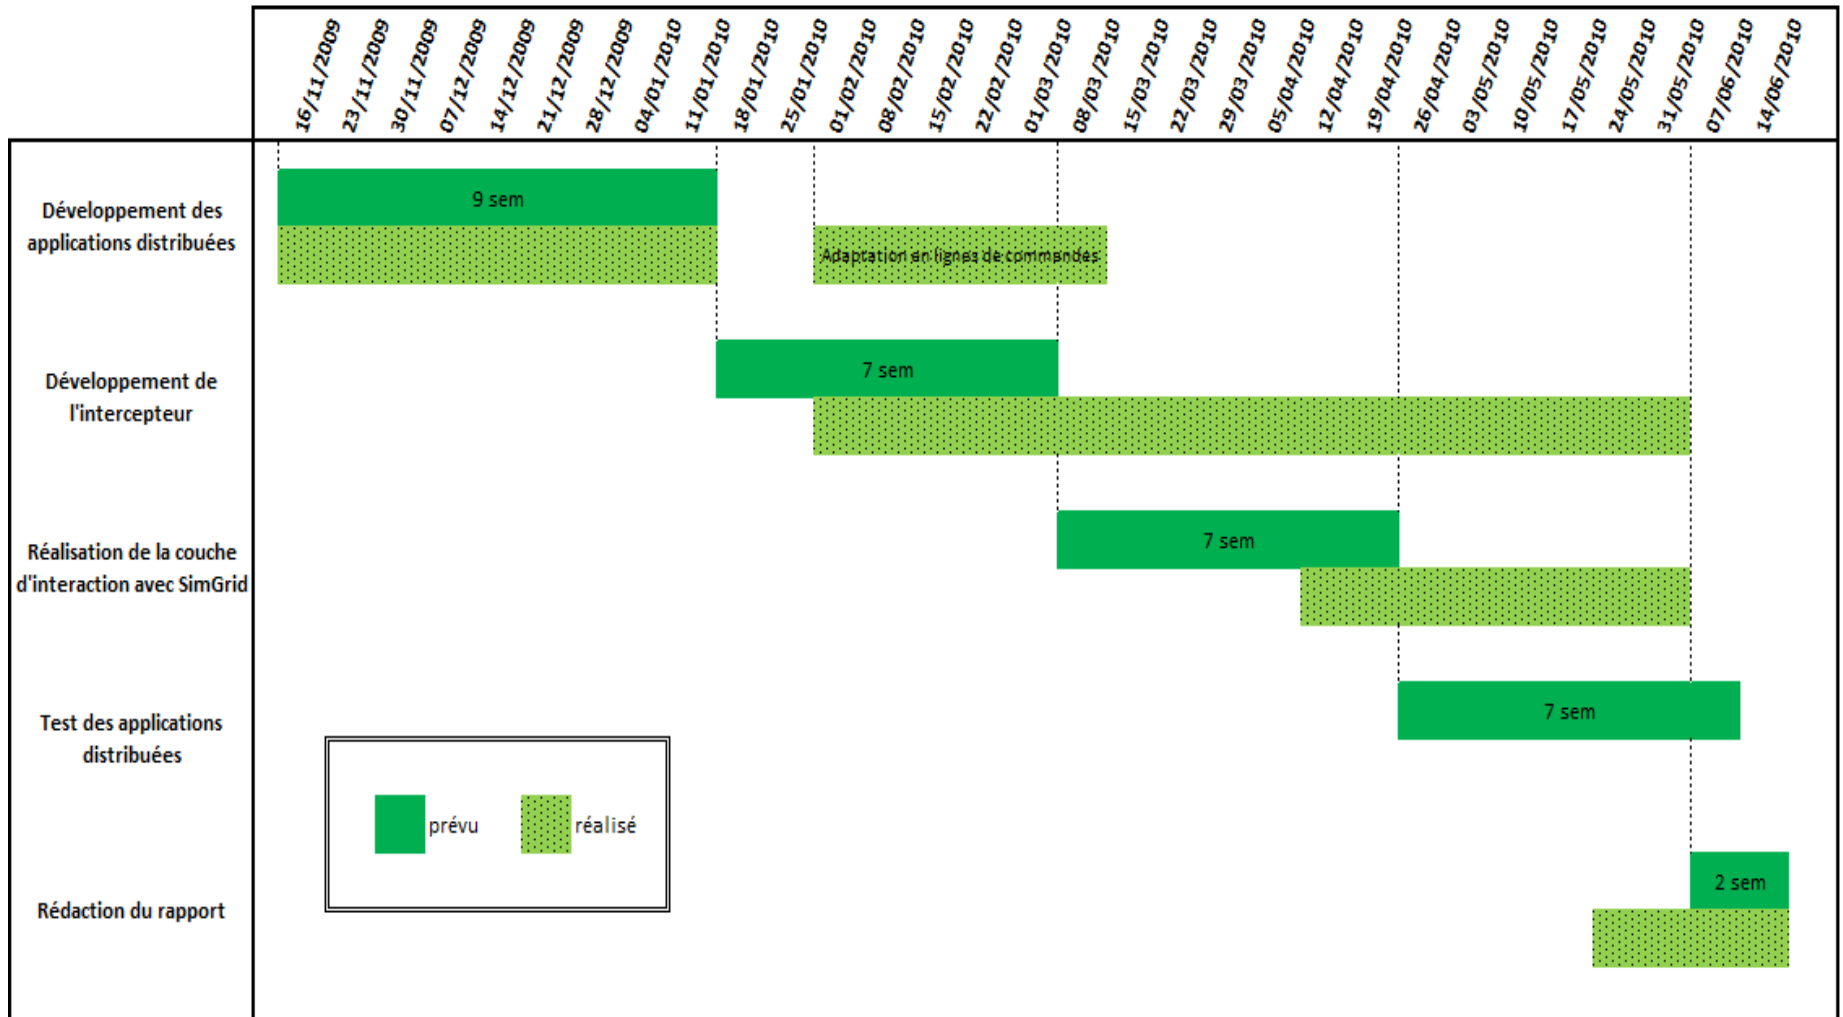 16/11/2009
23/11/2009
30/11/2009
07/12/2009
14/12/2009
21/12/2009
28/12/2009
04/01/2010
11/01/2010
18/01/2010
25/01/2010
01/02/2010
08/02/2010
15/02/2010
22/02/2010
01/03/2010
08/03/2010
15/03/2010
22/03/2010
29/03/2010
05/04/2010
12/04/2010
19/04/2010
26/04/2010
03/05/2010
10/05/2010
17/05/2010
24/05/2010
31/05/2010
07/06/2010
14/06/2010
Développement des
applications distribuées
9 sem
Adaptation en lignes de commandes
Développement de
l'intercepteur
7 sem
Réalisation de la couche
d'interaction avec SimGrid
7 sem
Test des applications
distribuées
7 sem
prévu
réalisé
Rédaction du rapport
2 sem